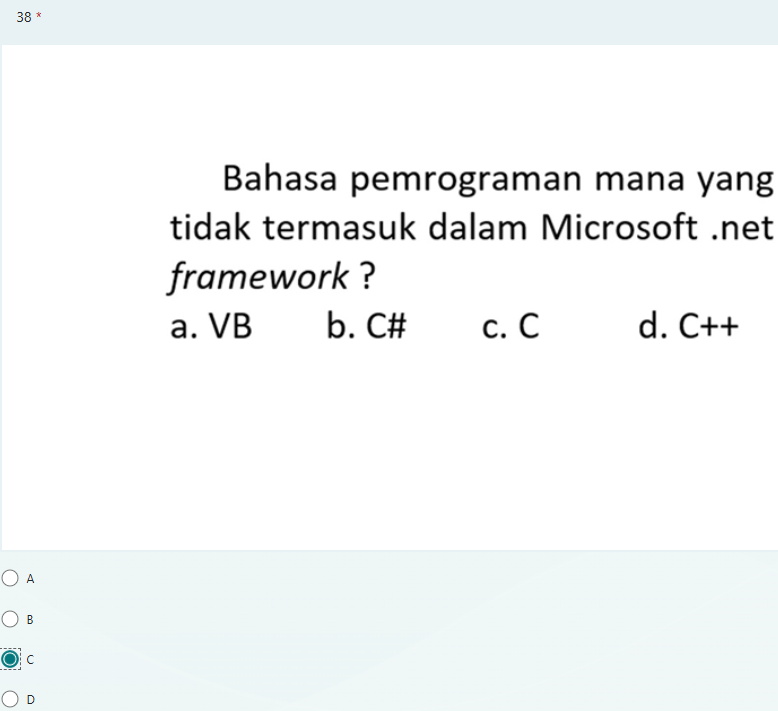 38 *
Bahasa pemrograman mana yang
tidak termasuk dalam Microsoft .net
framework ?
a. VB b. C# c. C d. C++
A
B
C
D